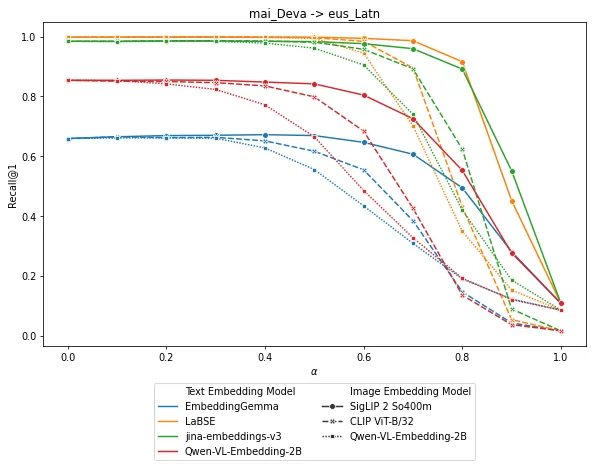 mai_Deva -> eus_Latn
Recall@1
1.0
0.8
0.6
0.4
0.2
0.0
0.0 0.2 0.4 0.6 0.8 1.0
α
Text Embedding Model
EmbeddingGemma
LaBSE
jina-embeddings-v3
Qwen-VL-Embedding-2B
Image Embedding Model
SigLIP 2 So400m
CLIP ViT-B/32
Qwen-VL-Embedding-2B